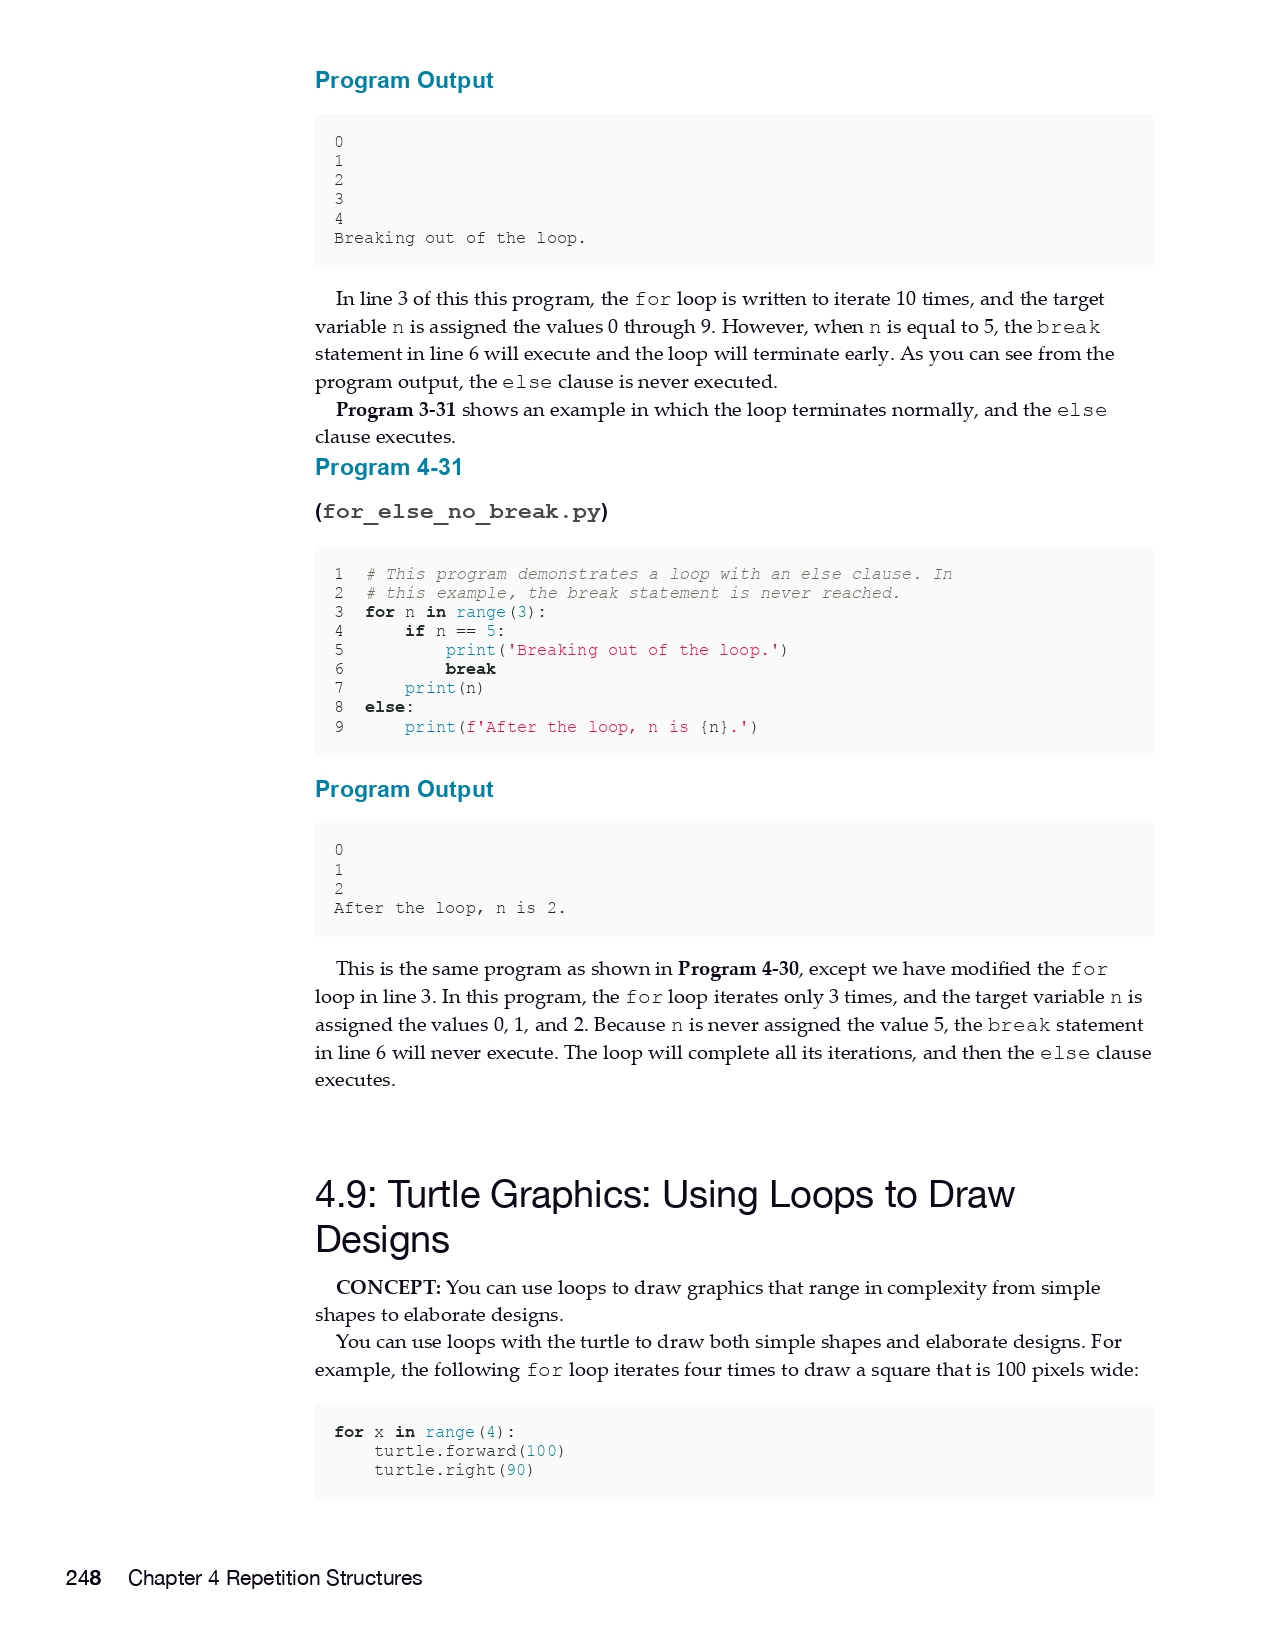 Program Output
0
1
2
3
4
Breaking out of the loop.
In line 3 of this this program, the for loop is written to iterate 10 times, and the target
variable n is assigned the values 0 through 9. However, when n is equal to 5, the break
statement in line 6 will execute and the loop will terminate early. As you can see from the
program output, the else clause is never executed.
Program 3-31 shows an example in which the loop terminates normally, and the else
clause executes.
Program 4-31
(for_else_no_break.py)
1  # This program demonstrates a loop with an else clause. In
2  # this example, the break statement is never reached.
3  for n in range(3):
4      if n == 5:
5          print('Breaking out of the loop.')
6          break
7      print(n)
8  else:
9      print(f'After the loop, n is {n}.')
Program Output
0
1
2
After the loop, n is 2.
This is the same program as shown in Program 4-30, except we have modified the for
loop in line 3. In this program, the for loop iterates only 3 times, and the target variable n is
assigned the values 0, 1, and 2. Because n is never assigned the value 5, the break statement
in line 6 will never execute. The loop will complete all its iterations, and then the else clause
executes.
4.9: Turtle Graphics: Using Loops to Draw
Designs
CONCEPT: You can use loops to draw graphics that range in complexity from simple
shapes to elaborate designs.
You can use loops with the turtle to draw both simple shapes and elaborate designs. For
example, the following for loop iterates four times to draw a square that is 100 pixels wide:
for x in range(4):
    turtle.forward(100)
    turtle.right(90)
248 Chapter 4 Repetition Structures